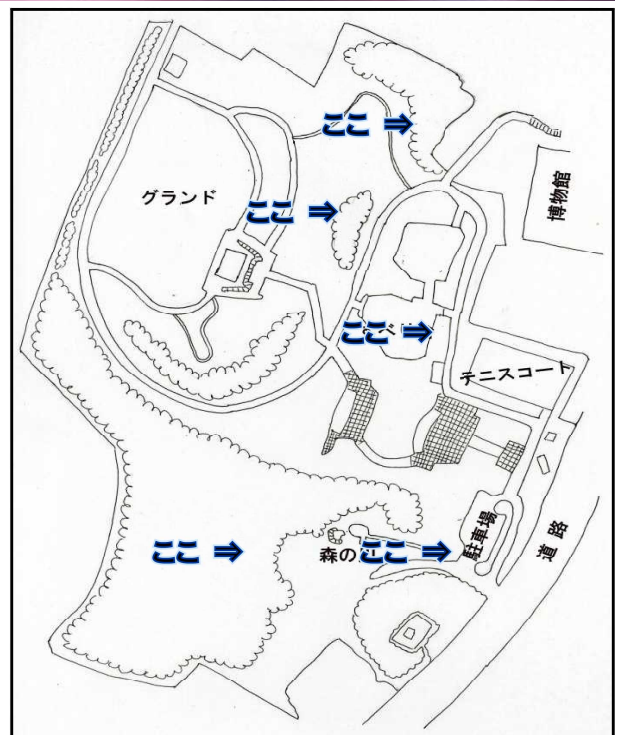 ここ ⇒
博物館
グランド
ここ ⇒
ここ ⇒
テニスコート
駐車場
道路
ここ ⇒
森の
ここ ⇒